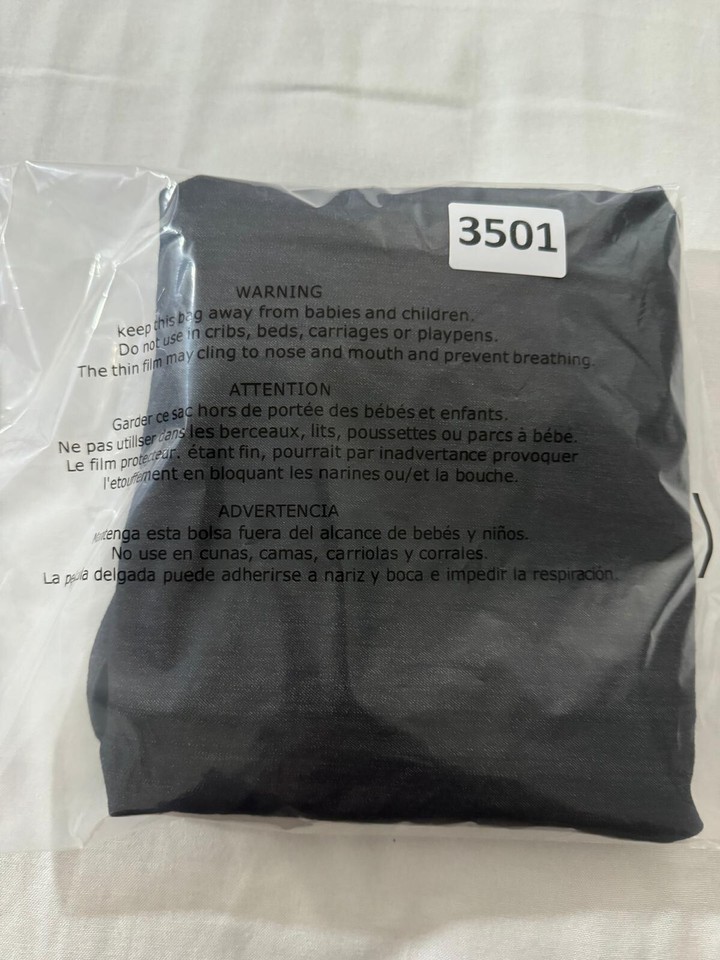 3501
WARNING
Keep this bag away from babies and children.
Do not use in cribs, beds, carriages or playpens.
The thin film may cling to nose and mouth and prevent breathing.
ATTENTION
Garder ce sac hors de portée des bébés et enfants.
Ne pas utiliser dans les berceaux, lits, poussettes ou parcs à bébé.
Le film protecteur, étant fin, pourrait par inadvertance provoquer
l'etouffement en bloquant les narines ou/et la bouche.
ADVERTENCIA
Mantenga esta bolsa fuera del alcance de bebés y niños.
No use en cunas, camas, carriolas y corrales.
La película delgada puede adherirse a nariz y boca e impedir la respiración.